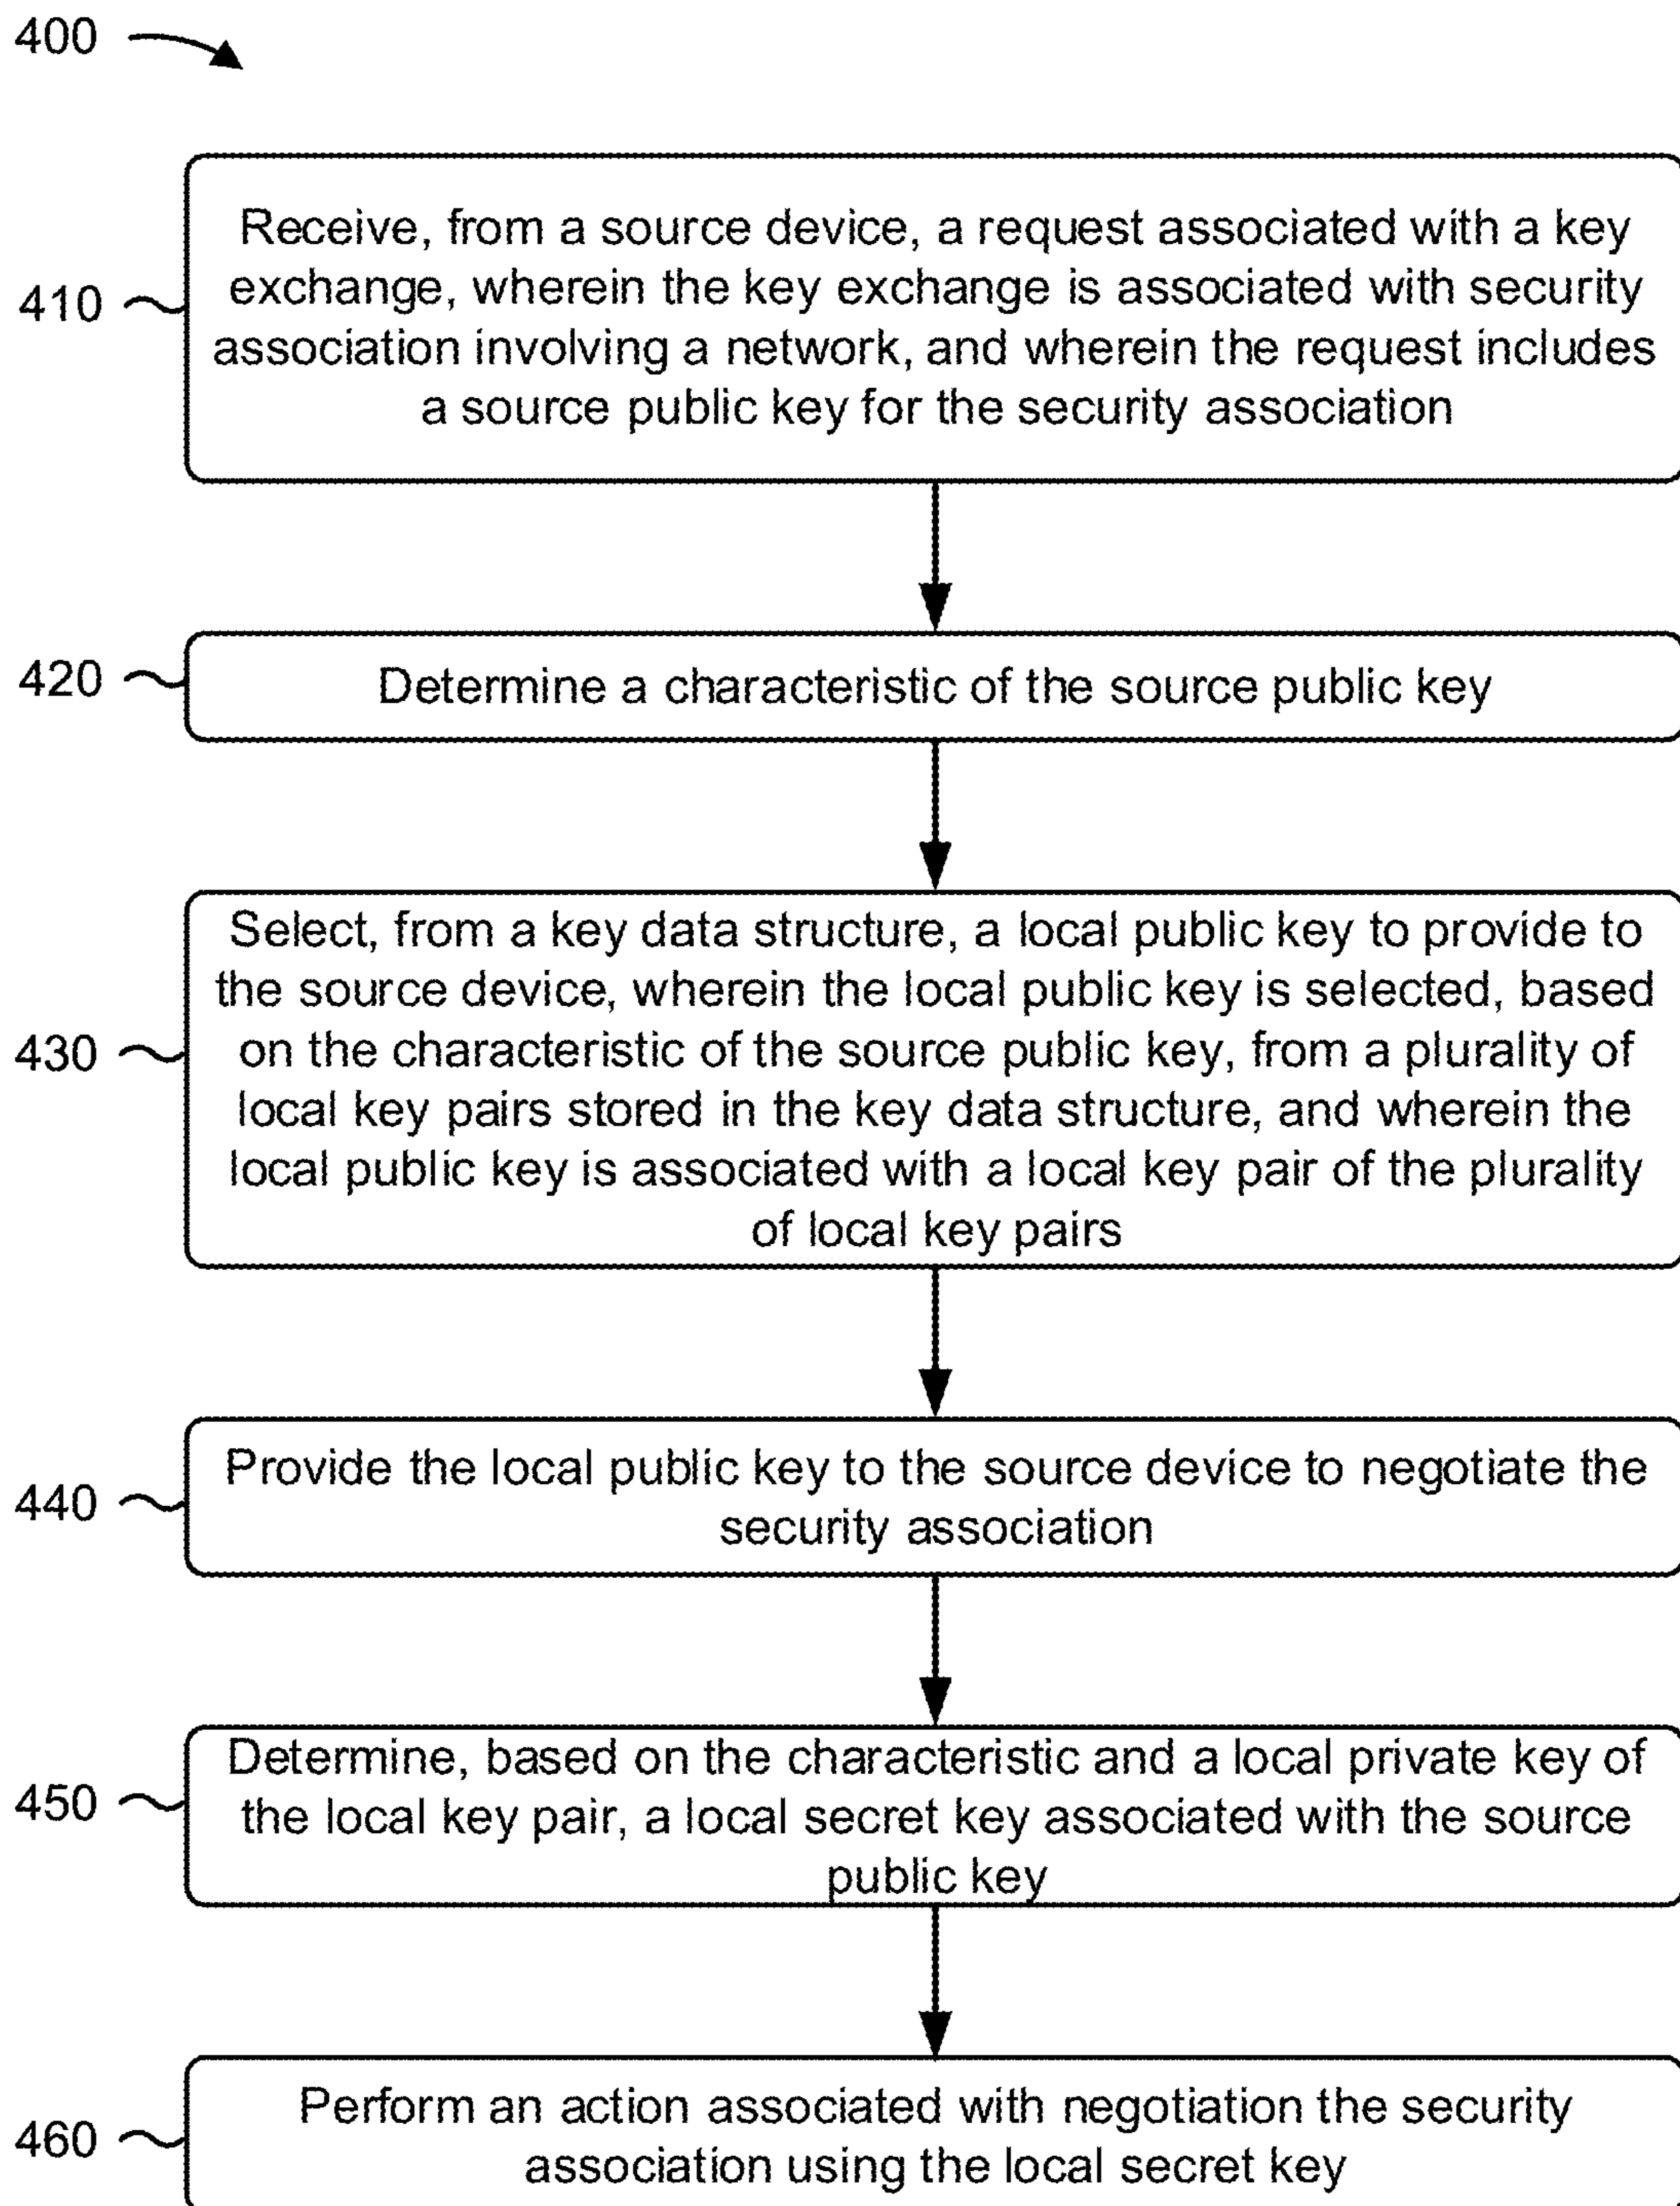 400
410
Receive, from a source device, a request associated with a key
exchange, wherein the key exchange is associated with security
association involving a network, and wherein the request includes
a source public key for the security association
420
Determine a characteristic of the source public key
430
Select, from a key data structure, a local public key to provide to
the source device, wherein the local public key is selected, based
on the characteristic of the source public key, from a plurality of
local key pairs stored in the key data structure, and wherein the
local public key is associated with a local key pair of the plurality
of local key pairs
440
Provide the local public key to the source device to negotiate the
security association
450
Determine, based on the characteristic and a local private key of
the local key pair, a local secret key associated with the source
public key
460
Perform an action associated with negotiation the security
association using the local secret key